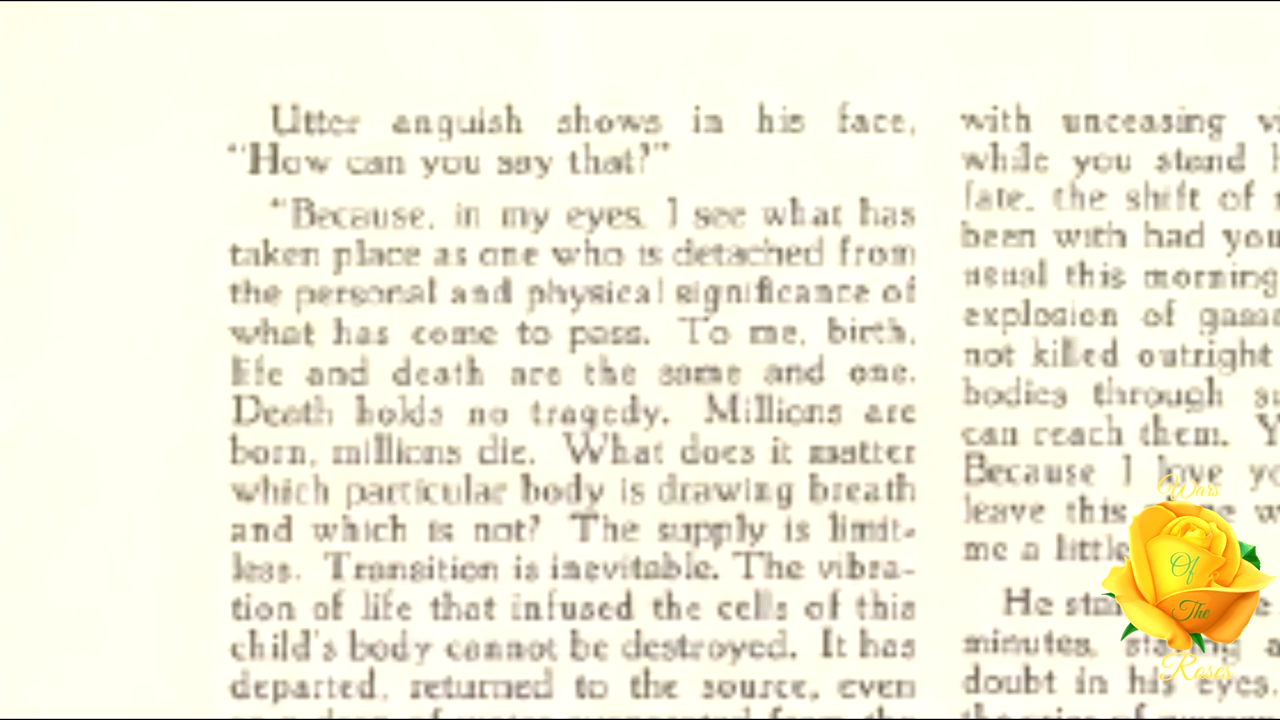 Utter anguish shows in his face,
"How can you say that?"
"Because, in my eyes, I see what has
taken place as one who is detached from
the personal and physical significance of
what has come to pass. To me, birth,
life and death are the same and one.
Death holds no tragedy. Millions are
born, millions die. What does it matter
which particular body is drawing breath
and which is not? The supply is limit-
less. Transition is inevitable. The vibra-
tion of life that infused the cells of this
child's body cannot be destroyed. It has
departed, returned to the source, even
with unceasing
while you stand
fate, the shift of
been with had you
usual this morning
explosion of
not killed outright
bodies through
can reach them.
Because I love
leave this
me a little
He
minutes,
doubt in his eyes.
Wars
Of
The
Roses